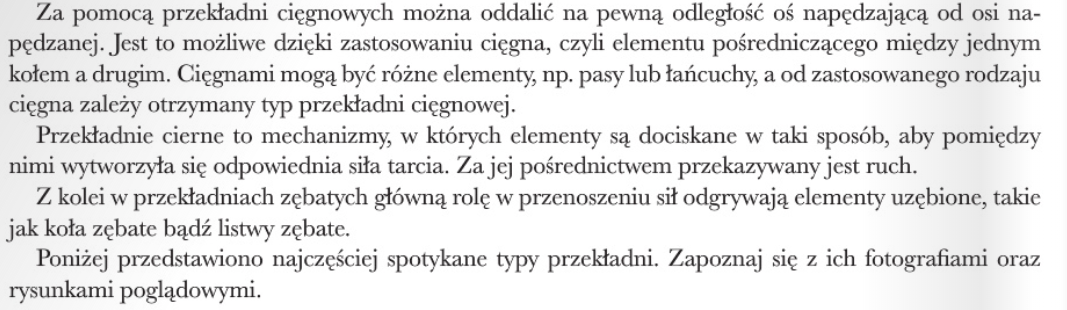 Za pomocą przekładni cięgnowych można oddalić na pewną odległość oś napędzającą od osi na-
pędzanej. Jest to możliwe dzięki zastosowaniu cięgna, czyli elementu pośredniczącego między jednym
kołem a drugim. Cięgnami mogą być różne elementy, np. pasy lub łańcuchy, a od zastosowanego rodzaju
cięgna zależy otrzymany typ przekładni cięgnowej.
Przekładnie cierne to mechanizmy, w których elementy są dociskane w taki sposób, aby pomiędzy
nimi wytworzyła się odpowiednia siła tarcia. Za jej pośrednictwem przekazywany jest ruch.
Z kolei w przekładniach zębatych główną rolę w przenoszeniu sił odgrywają elementy uzębione, takie
jak koła zębate bądź listwy zębate.
Poniżej przedstawiono najczęściej spotykane typy przekładni. Zapoznaj się z ich fotografiami oraz
rysunkami poglądowymi.